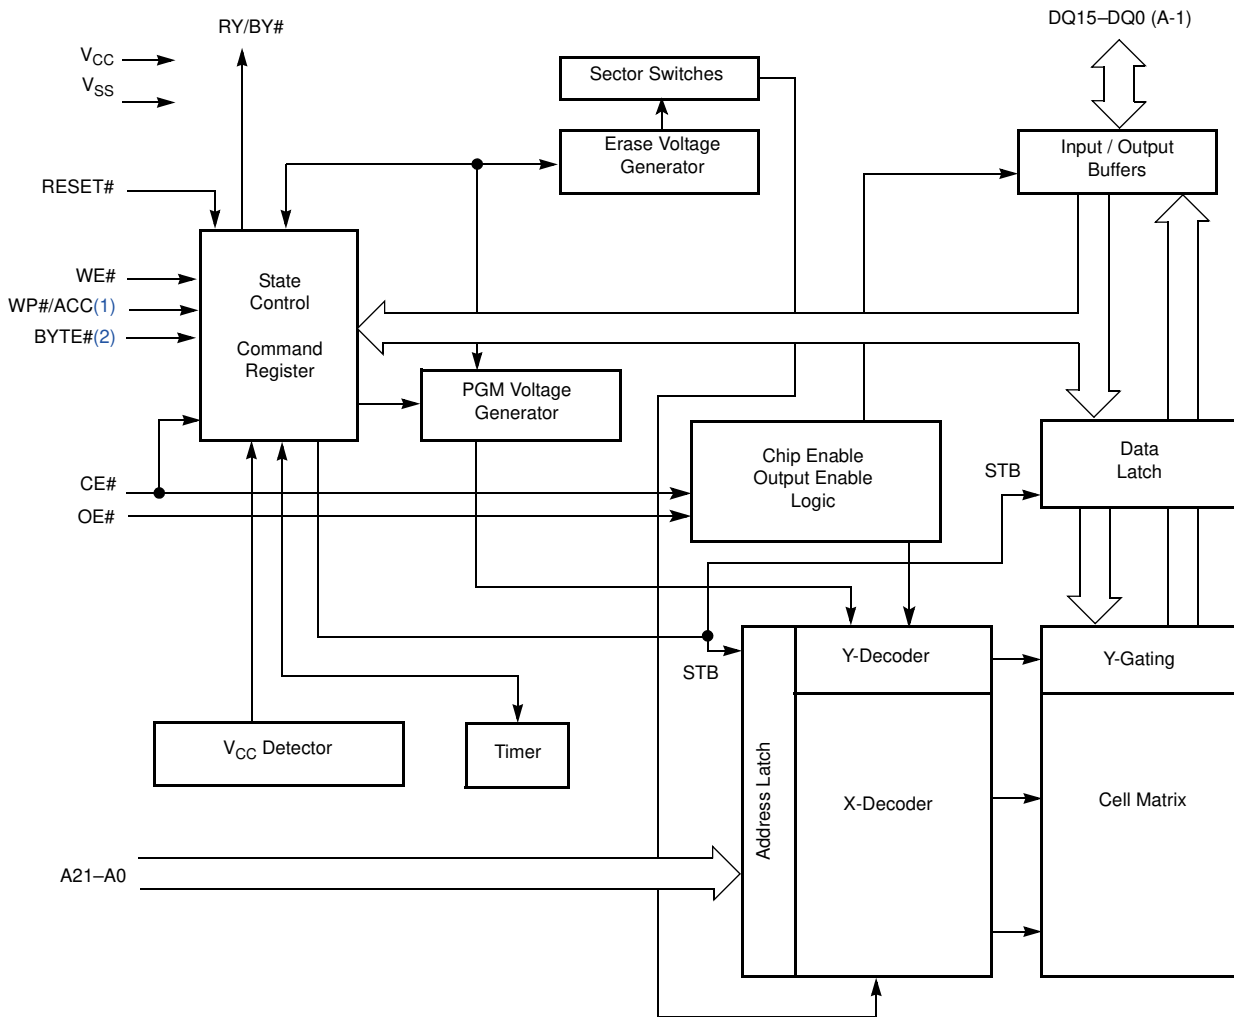 RY/BY#
DQ15–DQ0 (A-1)
VCC
VSS
Sector Switches
Erase Voltage
Generator
Input / Output
Buffers
RESET#
WE#
WP#/ACC(1)
BYTE#(2)
State
Control
Command
Register
PGM Voltage
Generator
Chip Enable
Output Enable
Logic
STB
Data
Latch
CE#
OE#
STB
Y-Decoder
Y-Gating
VCC Detector
Timer
Address Latch
X-Decoder
Cell Matrix
A21–A0